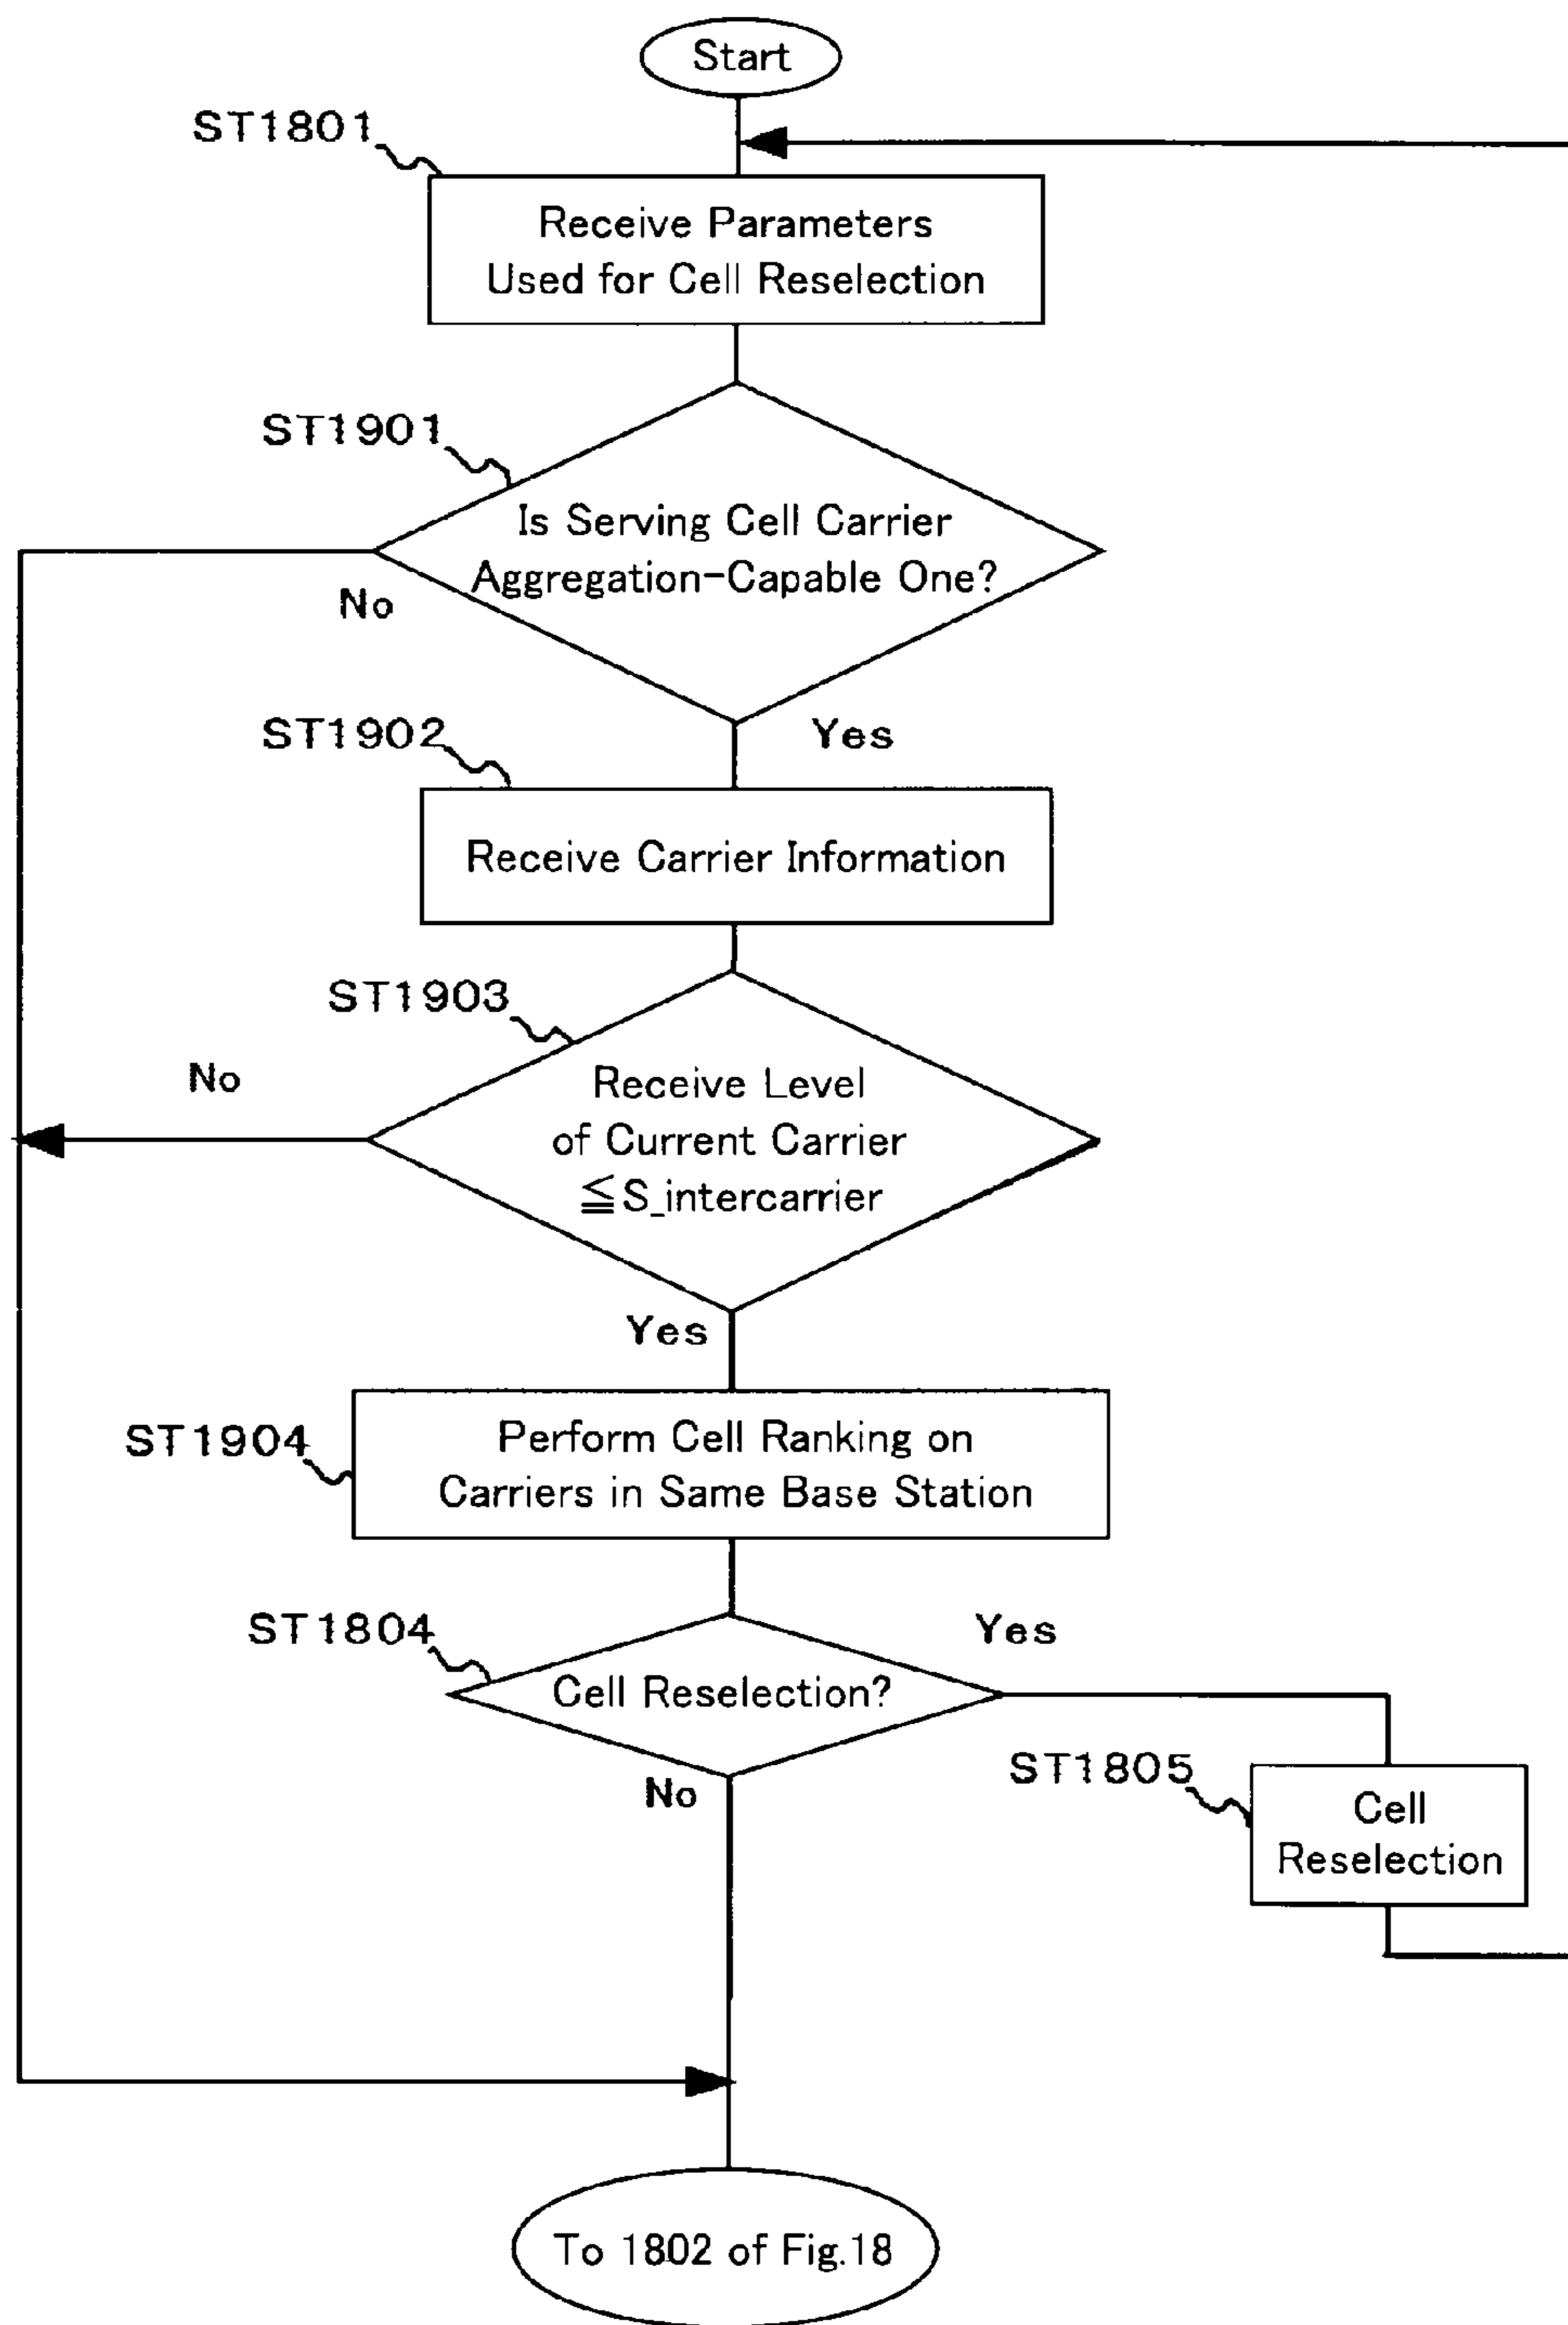 Start
ST1801
Receive Parameters
Used for Cell Reselection
ST1901
Is Serving Cell Carrier
Aggregation-Capable One?
No
ST1902
Yes
Receive Carrier Information
ST1903
No
Receive Level
of Current Carrier
≦S_intercarrier
Yes
ST1904
Perform Cell Ranking on
Carriers in Same Base Station
ST1804
Yes
Cell Reselection?
ST1805
No
Cell
Reselection
To 1802 of Fig.18